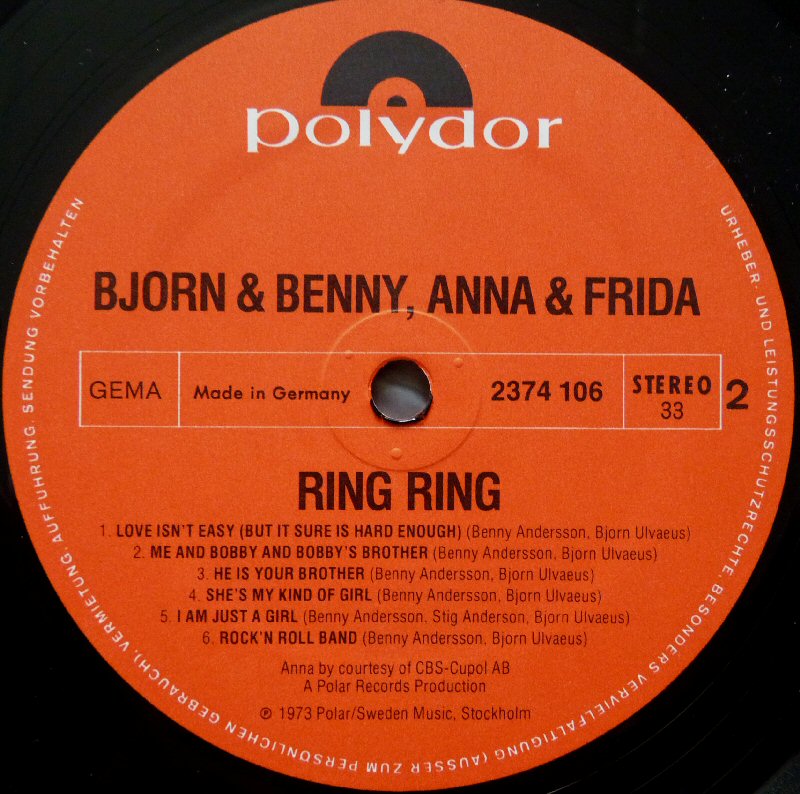 polydor
BJORN & BENNY, ANNA & FRIDA
GEMA
Made in Germany
2374 106
STEREO
33
2
RING RING
1. LOVE ISN'T EASY (BUT IT SURE IS HARD ENOUGH) (Benny Andersson, Bjorn Ulvaeus)
2. ME AND BOBBY AND BOBBY'S BROTHER (Benny Andersson, Bjorn Ulvaeus)
3. HE IS YOUR BROTHER (Benny Andersson, Bjorn Ulvaeus)
4. SHE'S MY KIND OF GIRL (Benny Andersson, Bjorn Ulvaeus)
5. I AM JUST A GIRL (Benny Andersson. Stig Anderson, Bjorn Ulvaeus)
6. ROCK'N ROLL BAND (Benny Andersson, Bjorn Ulvaeus)
Anna by courtesy of CBS-Cupol AB
A Polar Records Production
℗ 1973 Polar/Sweden Music, Stockholm
URHEBER- UND LEISTUNGSSCHUTZRECHTE, BESONDERS VERVIELFÄLTIGUNG (AUSSER ZUM PERSÖNLICHEN GEBRAUCH), VERMIETUNG, AUFFÜHRUNG, SENDUNG VORBEHALTEN